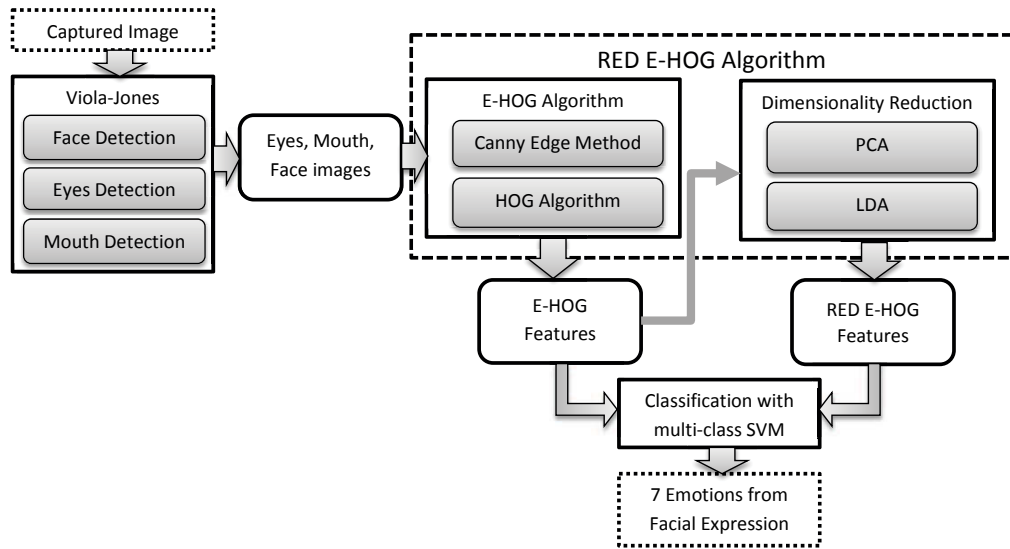 Captured Image
Viola-Jones
Face Detection
Eyes Detection
Mouth Detection
Eyes, Mouth,
Face images
RED E-HOG Algorithm
E-HOG Algorithm
Canny Edge Method
HOG Algorithm
Dimensionality Reduction
PCA
LDA
E-HOG
Features
RED E-HOG
Features
Classification with
multi-class SVM
7 Emotions from
Facial Expression